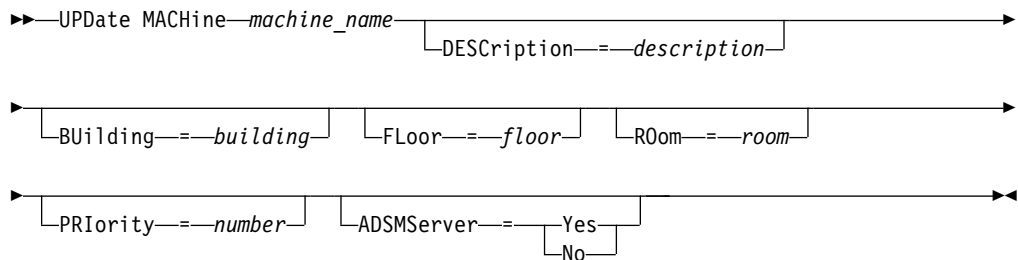 UPDate MACHine machine_name
DESCription = description
BUilding = building FLoor = floor ROom = room
PRIority = number ADSMServer = Yes
No